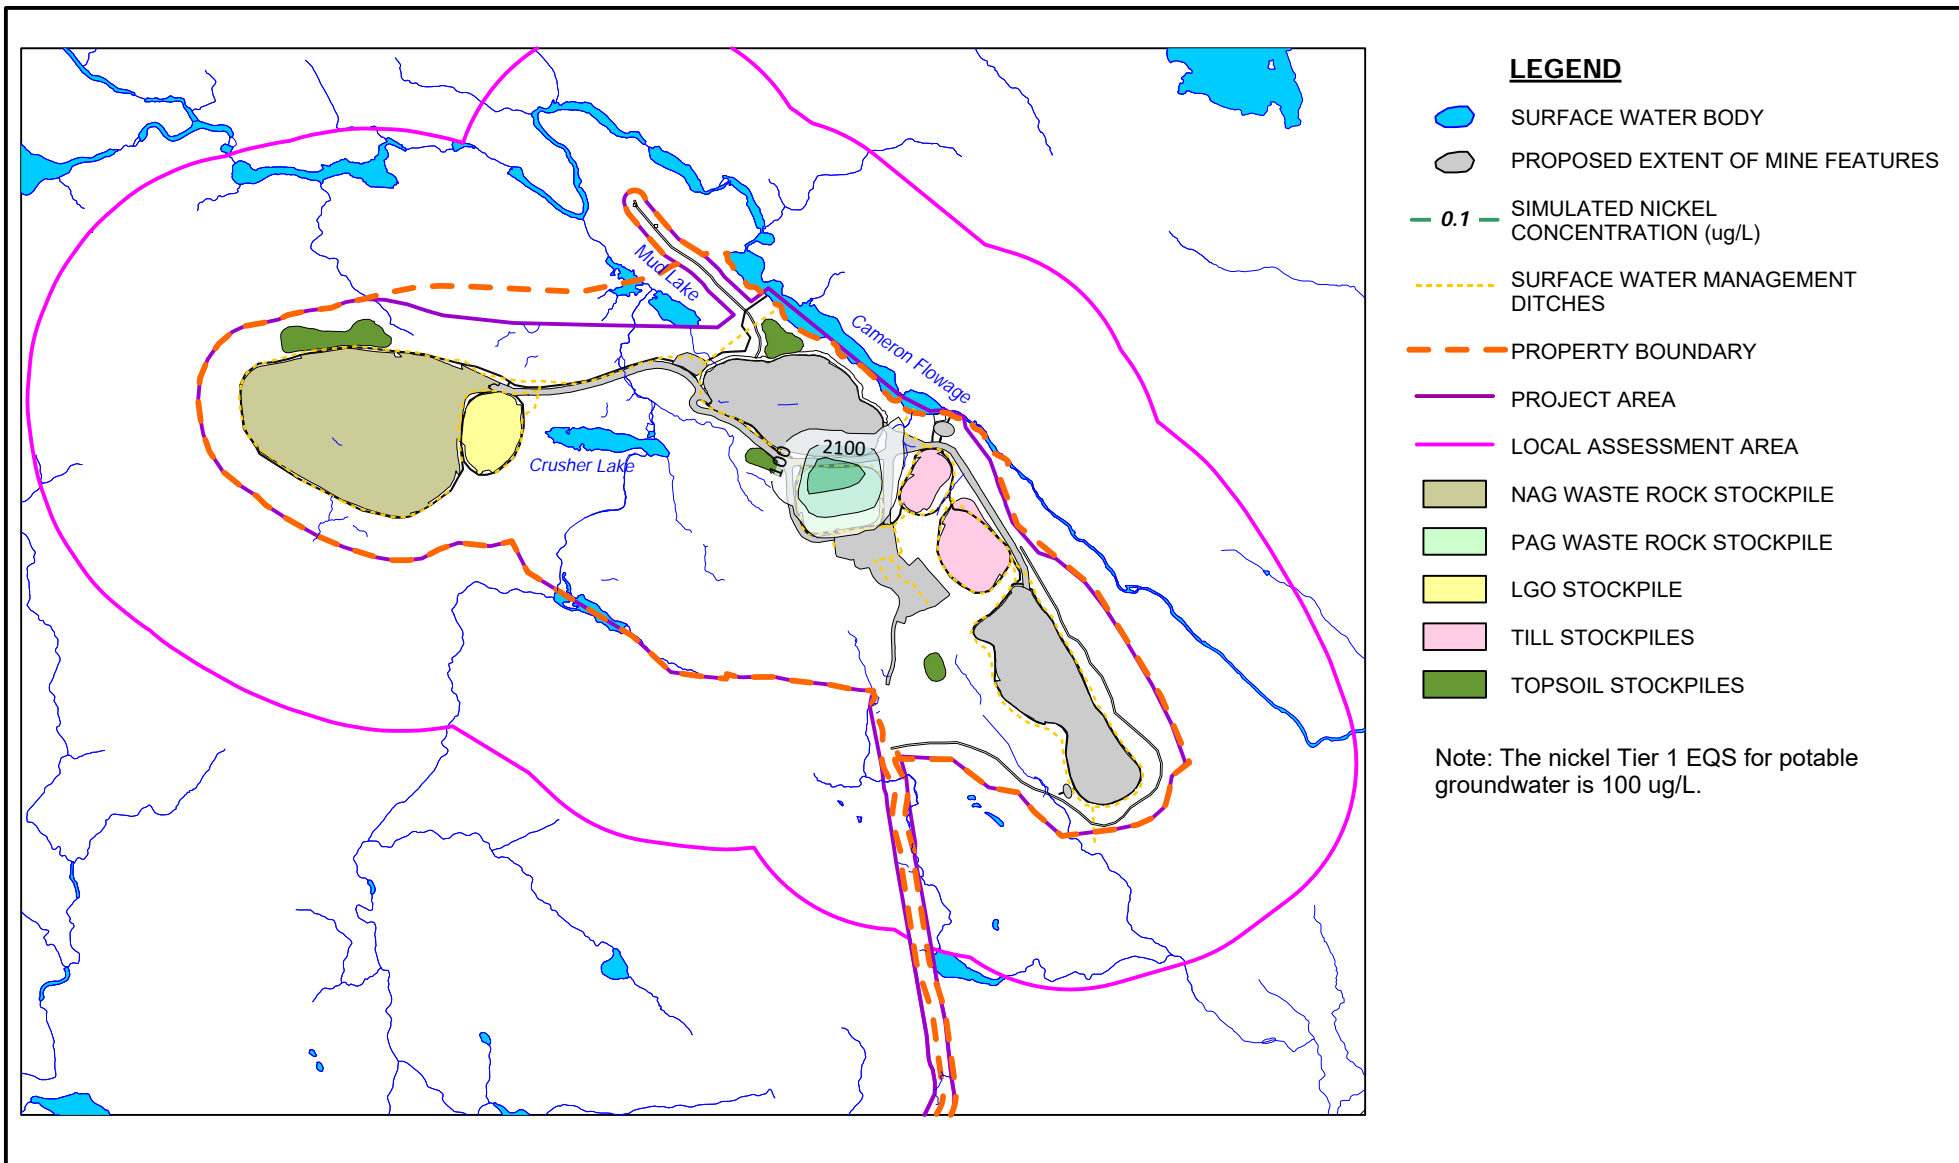 LEGEND
SURFACE WATER BODY
PROPOSED EXTENT OF MINE FEATURES
0.1
SIMULATED NICKEL
CONCENTRATION (ug/L)
SURFACE WATER MANAGEMENT
DITCHES
PROPERTY BOUNDARY
PROJECT AREA
LOCAL ASSESSMENT AREA
NAG WASTE ROCK STOCKPILE
PAG WASTE ROCK STOCKPILE
LGO STOCKPILE
TILL STOCKPILES
TOPSOIL STOCKPILES
Note: The nickel Tier 1 EQS for potable
groundwater is 100 ug/L.
Mud Lake
Cameron Flowage
Crusher Lake
2100
100